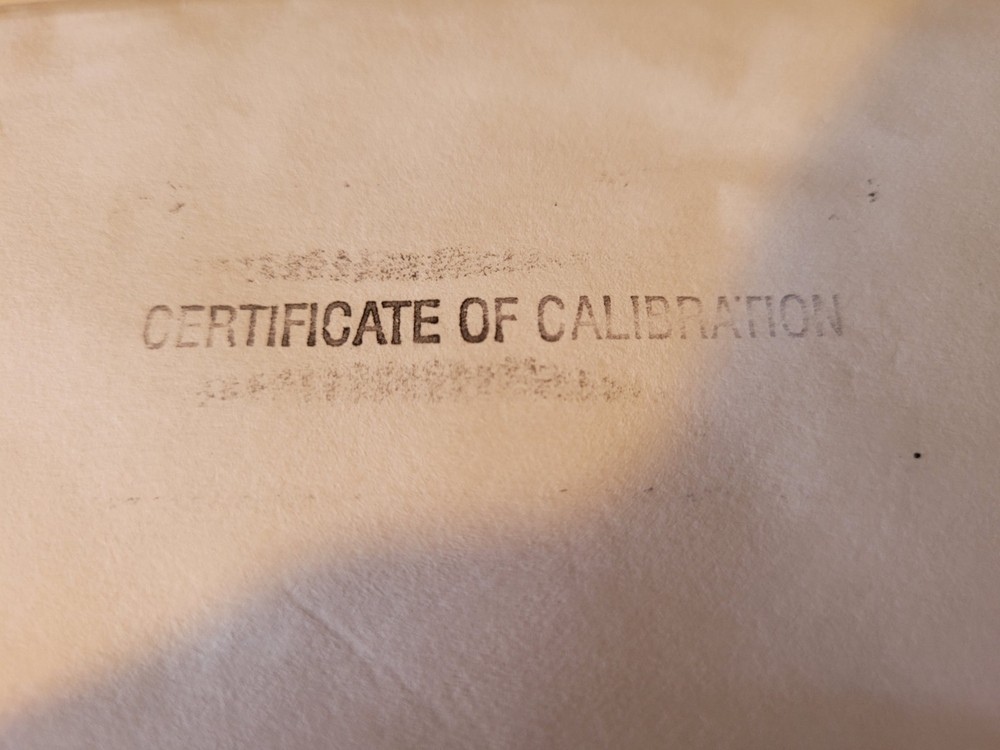 CERTIFICATE OF CALIBRATION